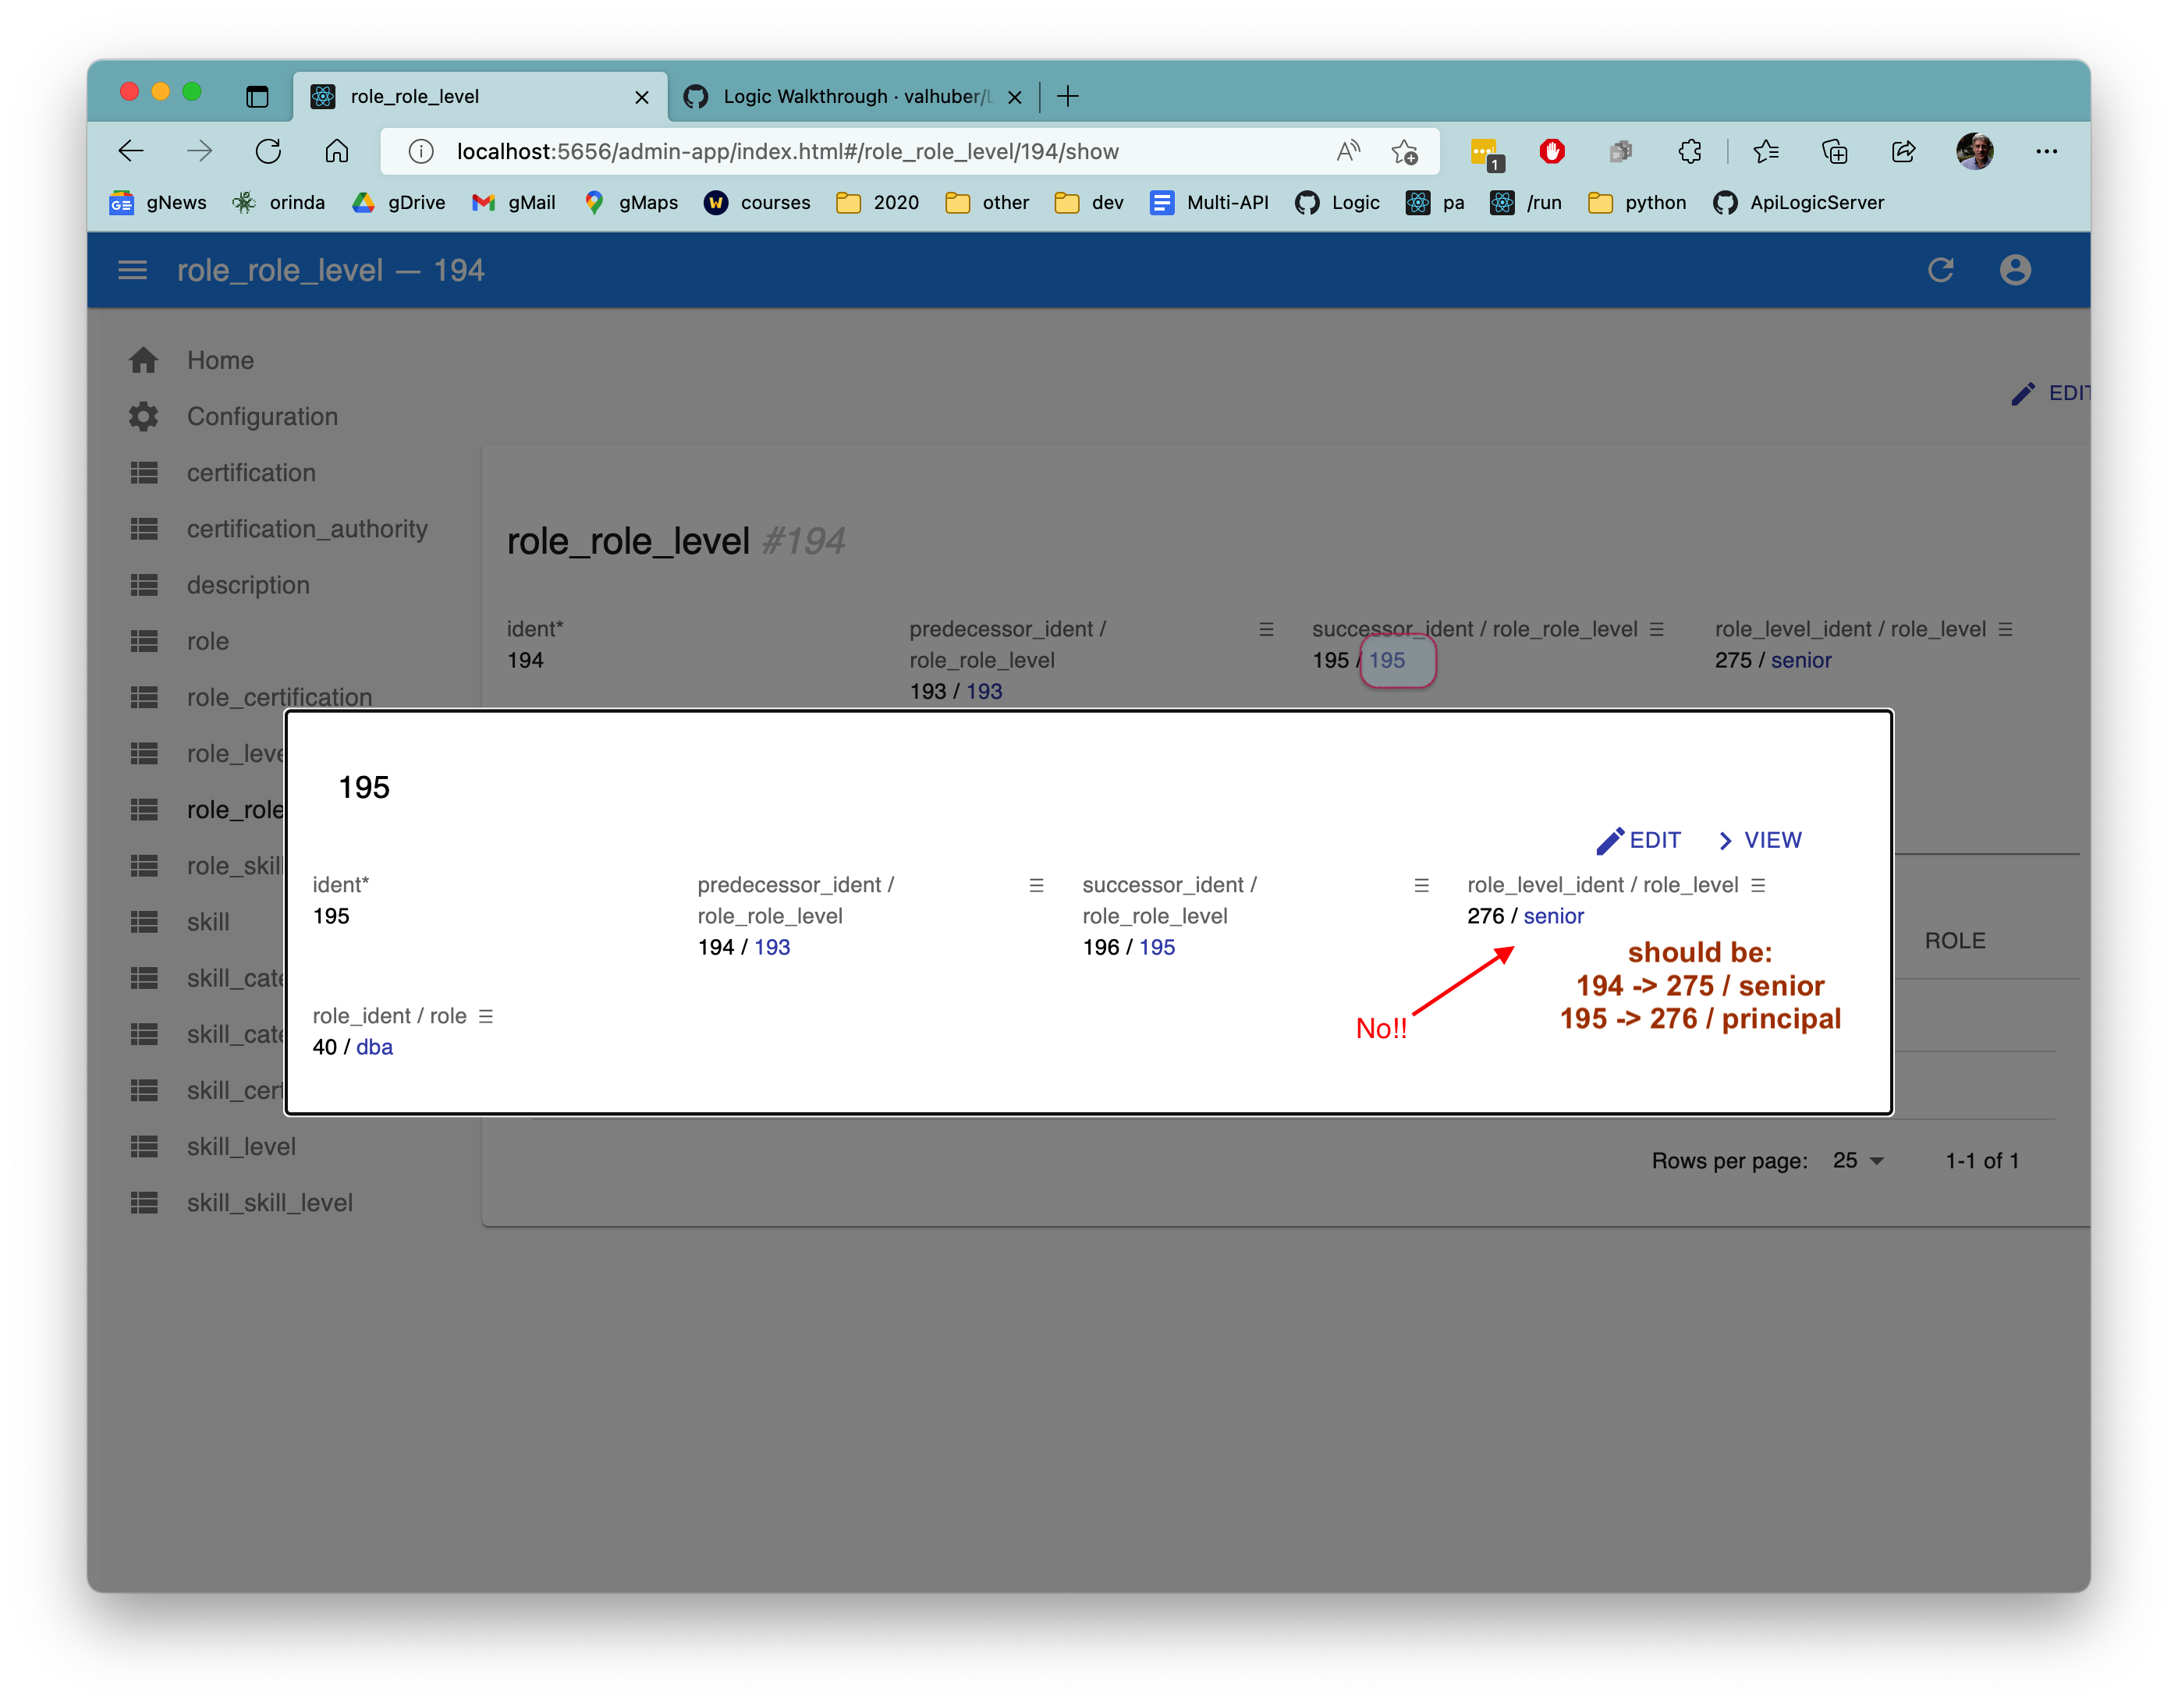 role_role_level
Logic Walkthrough · valhuber/L
localhost:5656/admin-app/index.html#/role_role_level/194/show
1
gNews
orinda
gDrive
gMail
gMaps
courses
2020
other
dev
Multi-API
Logic
pa
/run
python
ApiLogicServer
role_role_level — 194
Home
Configuration
certification
certification_authority
description
role
role_certification
role_leve
role_role
role_skil
skill
skill_cate
skill_cate
skill_cert
skill_level
skill_skill_level
EDIT
role_role_level #194
ident*
194
predecessor_ident /
role_role_level
193 / 193
successor_ident / role_role_level
195 / 195
role_level_ident / role_level
275 / senior
195
EDIT
VIEW
ident*
195
predecessor_ident /
role_role_level
194 / 193
successor_ident /
role_role_level
196 / 195
role_level_ident / role_level
276 / senior
should be:
194 -> 275 / senior
195 -> 276 / principal
No!!
role_ident / role
40 / dba
ROLE
Rows per page: 25
1-1 of 1